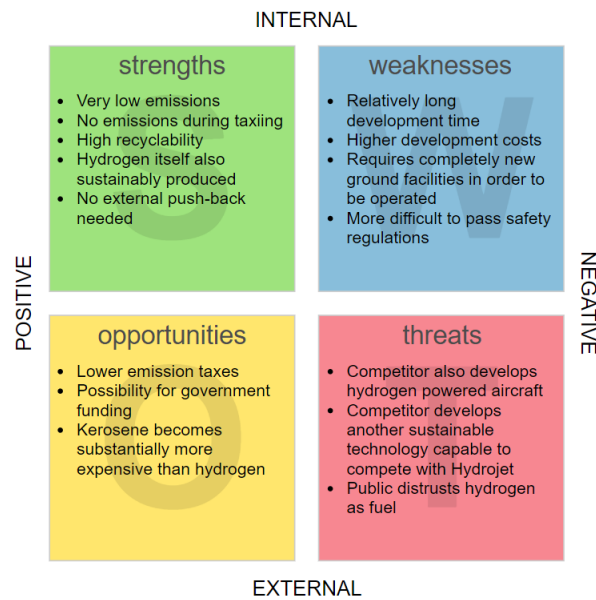 INTERNAL
strengths
• Very low emissions
• No emissions during taxiing
• High recyclability
• Hydrogen itself also
sustainably produced
• No external push-back
needed
S
weaknesses
• Relatively long
development time
• Higher development costs
• Requires completely new
ground facilities in order to
be operated
• More difficult to pass safety
regulations
W
POSITIVE
NEGATIVE
opportunities
• Lower emission taxes
• Possibility for government
funding
• Kerosene becomes
substantially more
expensive than hydrogen
O
threats
• Competitor also develops
hydrogen powered aircraft
• Competitor develops
another sustainable
technology capable to
compete with Hydrojet
• Public distrusts hydrogen
as fuel
T
EXTERNAL